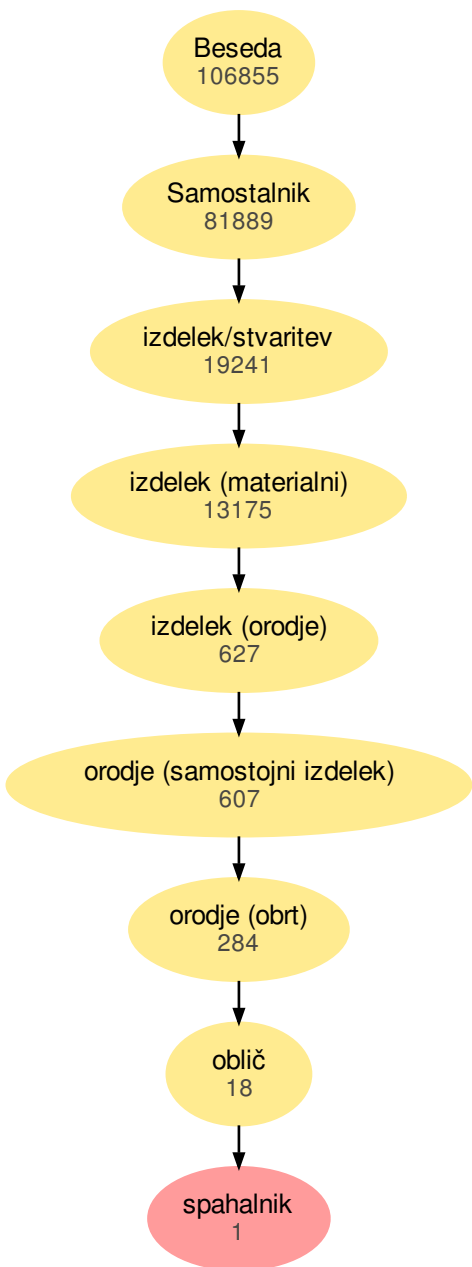 Beseda
106855
Samostalnik
81889
izdelek/stvaritev
19241
izdelek (materialni)
13175
izdelek (orodje)
627
orodje (samostojni izdelek)
607
orodje (obrt)
284
oblič
18
spahalnik
1